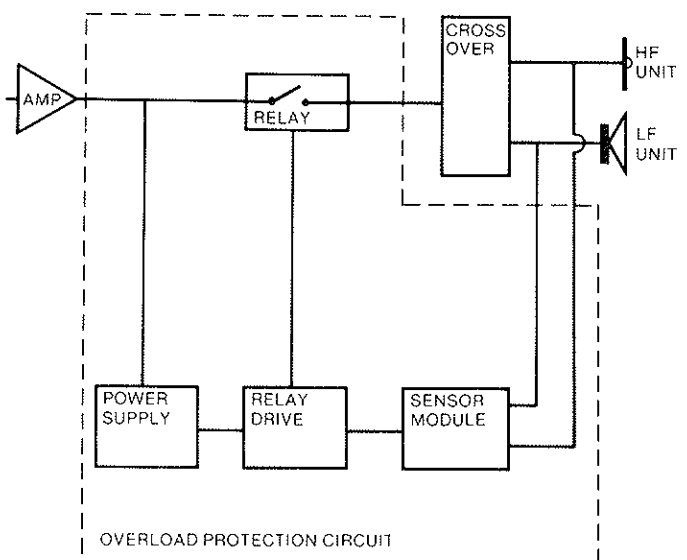 CROSS
OVER
HF
UNIT
AMP
RELAY
LF
UNIT
POWER
SUPPLY
RELAY
DRIVE
SENSOR
MODULE
OVERLOAD PROTECTION CIRCUIT